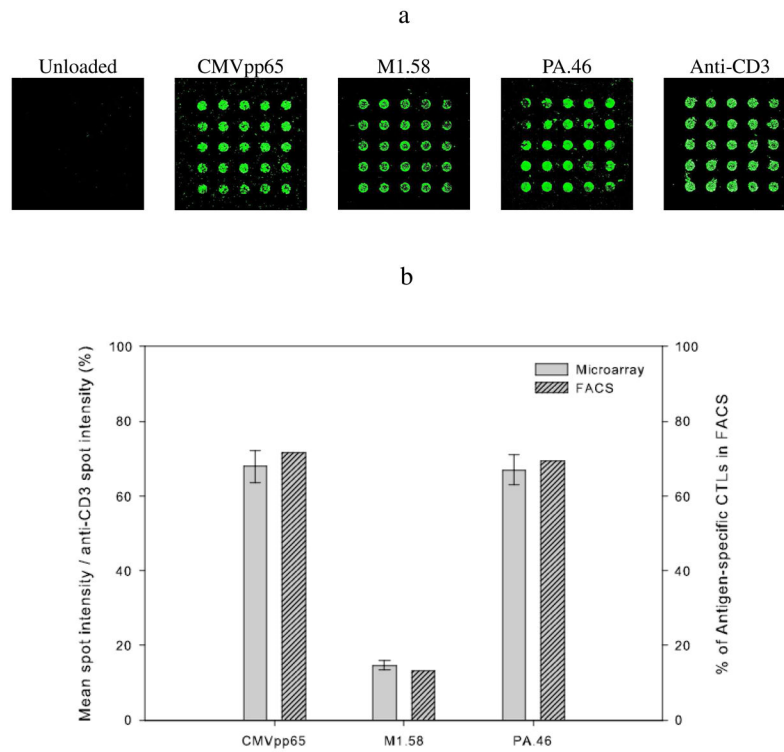 a
Unloaded CMVpp65 M1.58 PA.46 Anti-CD3
b
Mean spot intensity / anti-CD3 spot intensity (%)
% of Antigen-specific CTLs in FACS
100 100
Microarray
FACS
80 80
60 60
40 40
20 20
0 0
CMVpp65 M1.58 PA.46